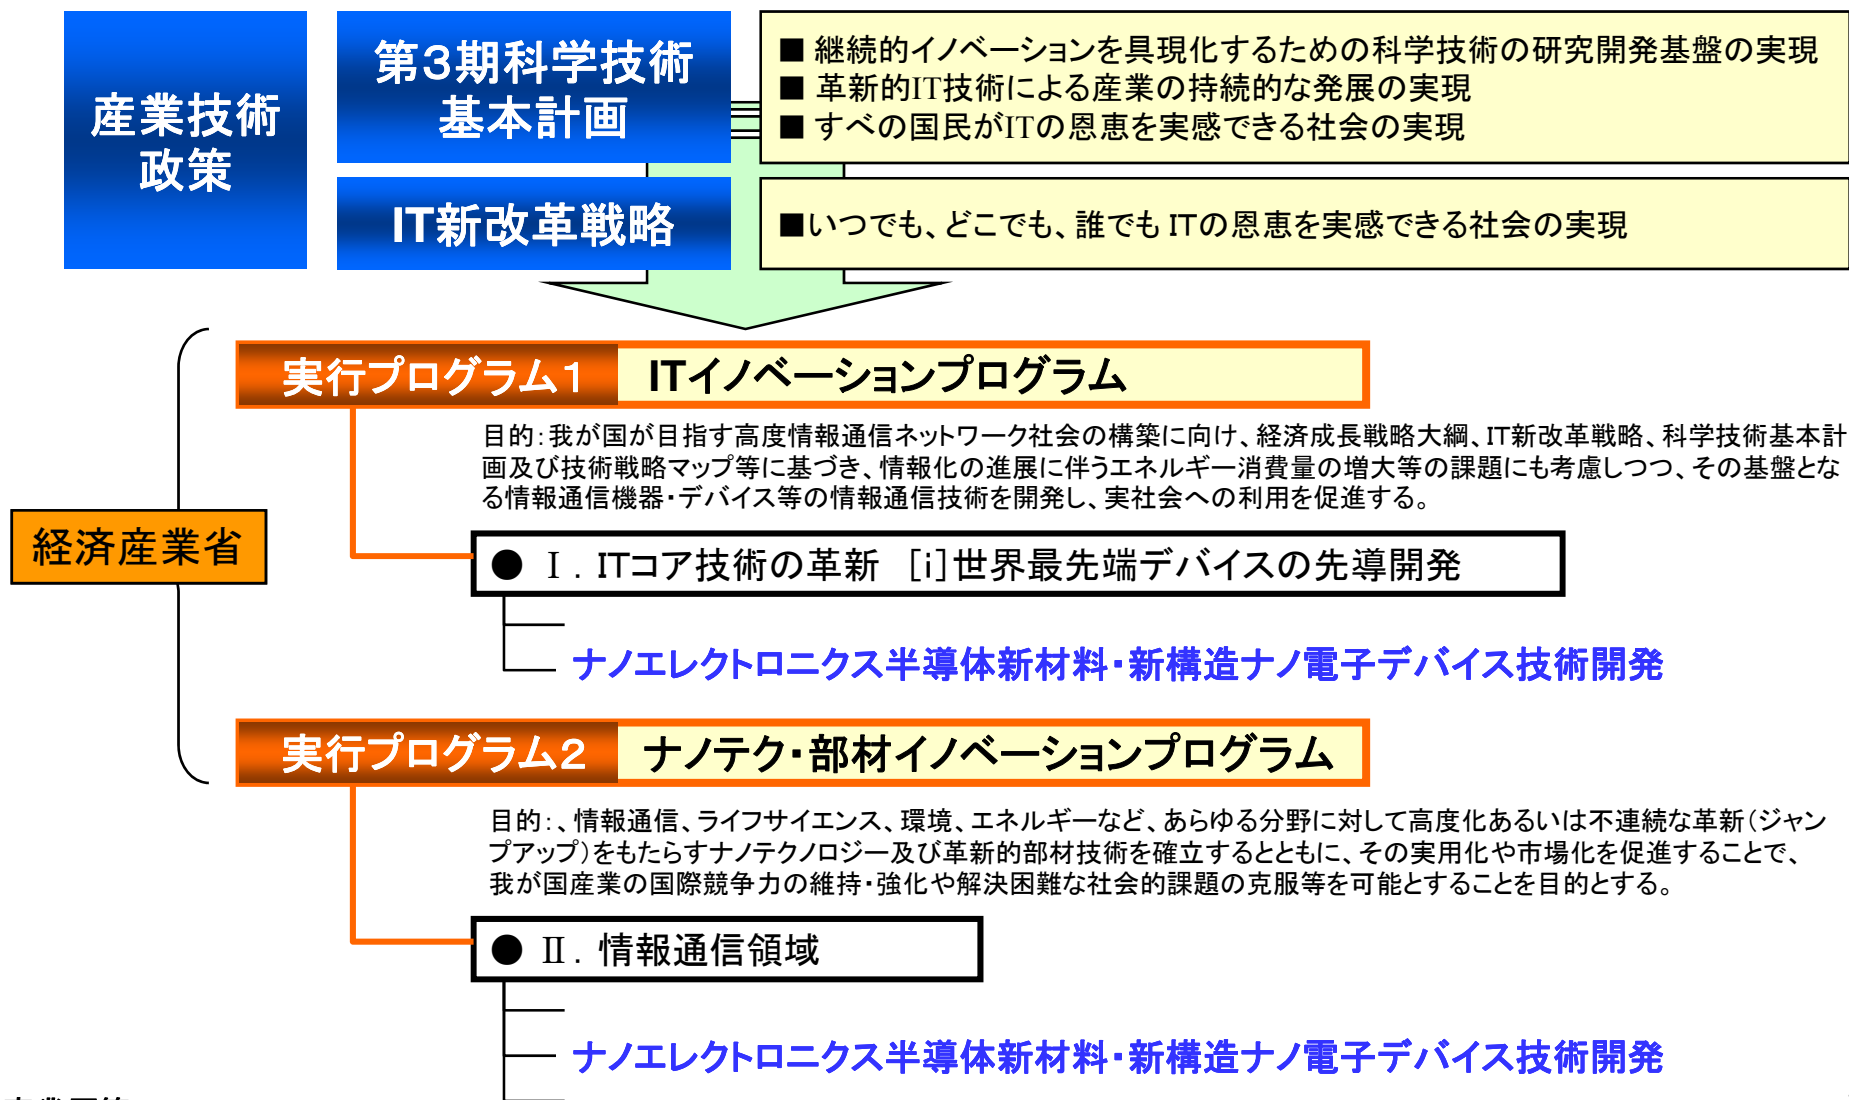 産業技術
政策
第3期科学技術
基本計画
■ 継続的イノベーションを具現化するための科学技術の研究開発基盤の実現
■ 革新的IT技術による産業の持続的な発展の実現
■ すべの国民がITの恩恵を実感できる社会の実現
IT新改革戦略
■いつでも、どこでも、誰でも ITの恩恵を実感できる社会の実現
経済産業省
実行プログラム1 ITイノベーションプログラム
目的：我が国が目指す高度情報通信ネットワーク社会の構築に向け、経済成長戦略大綱、IT新改革戦略、科学技術基本計
画及び技術戦略マップ等に基づき、情報化の進展に伴うエネルギー消費量の増大等の課題にも考慮しつつ、その基盤とな
る情報通信機器・デバイス等の情報通信技術を開発し、実社会への利用を促進する。
● Ⅰ．ITコア技術の革新 ［i］世界最先端デバイスの先導開発
ナノエレクトロニクス半導体新材料・新構造ナノ電子デバイス技術開発
実行プログラム2 ナノテク・部材イノベーションプログラム
目的：、情報通信、ライフサイエンス、環境、エネルギーなど、あらゆる分野に対して高度化あるいは不連続な革新（ジャン
プアップ）をもたらすナノテクノロジー及び革新的部材技術を確立するとともに、その実用化や市場化を促進することで、
我が国産業の国際競争力の維持・強化や解決困難な社会的課題の克服等を可能とすることを目的とする。
● Ⅱ．情報通信領域
ナノエレクトロニクス半導体新材料・新構造ナノ電子デバイス技術開発